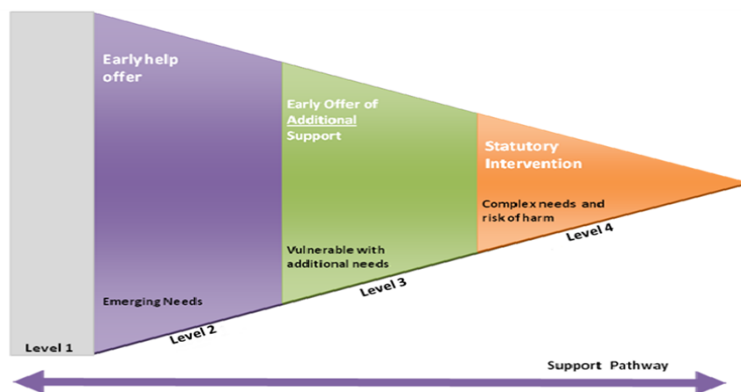 Early help
offer
Early Offer of
Additional
Support
Statutory
Intervention
Complex needs and
risk of harm
Level 4
Vulnerable with
additional needs
Level 3
Emerging Needs
Level 2
Level 1
Support Pathway